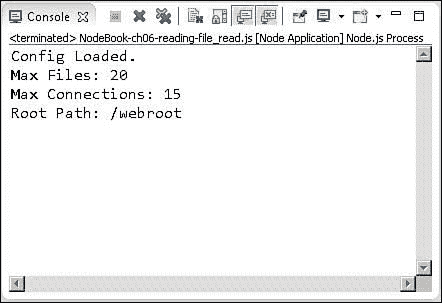 Console
<terminated> NodeBook-ch06-reading-file_read.js [Node Application] Node.js Process
Config Loaded.
Max Files: 20
Max Connections: 15
Root Path: /webroot